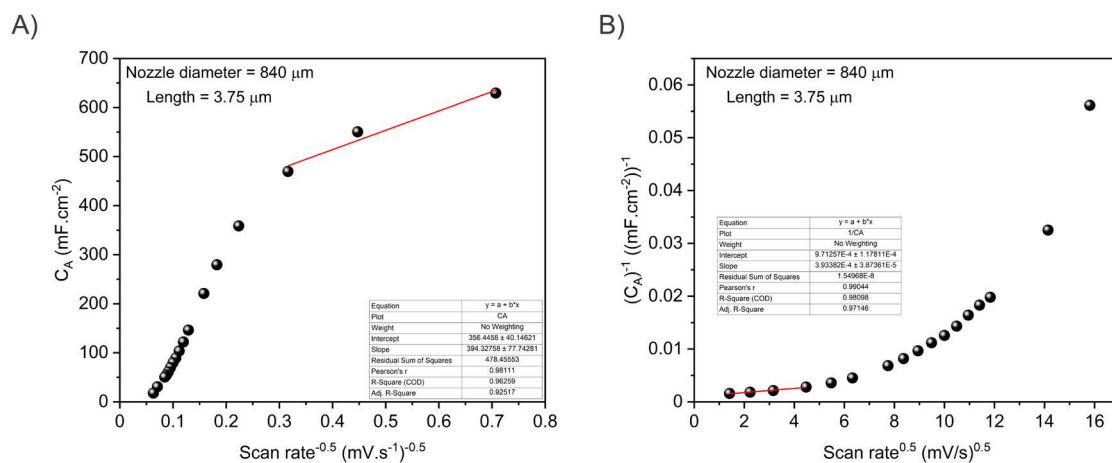 A)
Nozzle diameter = 840 μm
Length = 3.75 μm
C_A (mF.cm⁻²)
700
600
500
400
300
200
100
0
Equation y = a + b*x
Plot CA
Weight No Weighting
Intercept 356.4458 ± 40.14621
Slope 394.32758 ± 77.74281
Residual Sum of Squares 478.45553
Pearson's r 0.98111
R-Square (COD) 0.96259
Adj. R-Square 0.92517
0 0.1 0.2 0.3 0.4 0.5 0.6 0.7 0.8
Scan rate⁻⁰·⁵ (mV.s⁻¹)⁻⁰·⁵
B)
Nozzle diameter = 840 μm
Length = 3.75 μm
(C_A)⁻¹ ((mF.cm⁻²))⁻¹
0.06
0.05
0.04
0.03
0.02
0.01
0
Equation y = a + b*x
Plot 1/CA
Weight No Weighting
Intercept 9.71257E-4 ± 1.17811E-4
Slope 3.93382E-4 ± 3.87361E-5
Residual Sum of Squares 1.54968E-8
Pearson's r 0.99044
R-Square (COD) 0.98098
Adj. R-Square 0.97146
0 2 4 6 8 10 12 14 16
Scan rate⁰·⁵ (mV/s)⁰·⁵